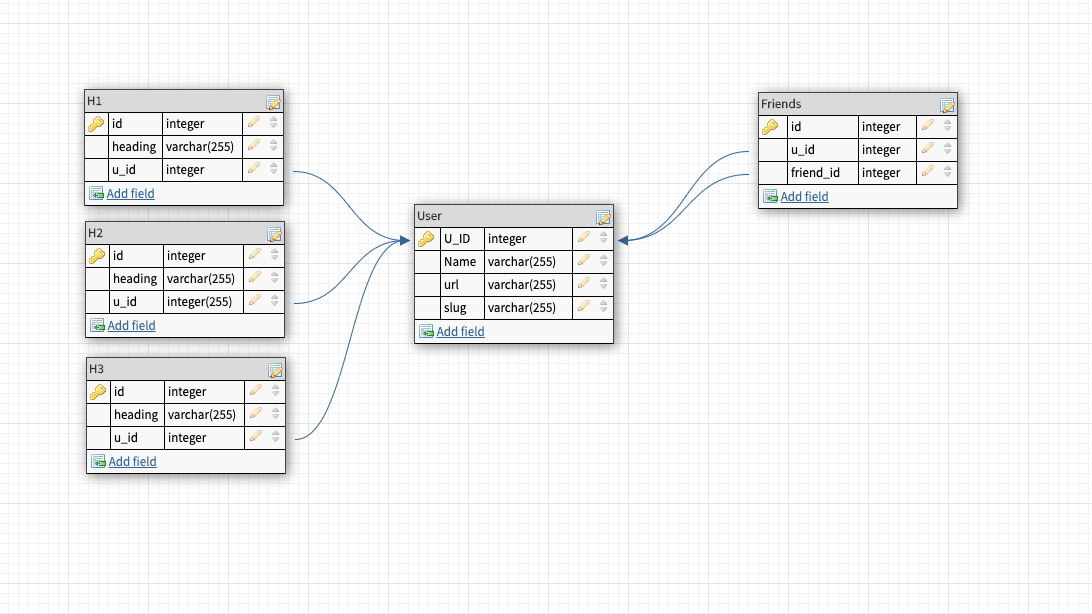 H1
id integer
heading varchar(255)
u_id integer
Add field
H2
id integer
heading varchar(255)
u_id integer(255)
Add field
H3
id integer
heading varchar(255)
u_id integer
Add field
User
U_ID integer
Name varchar(255)
url varchar(255)
slug varchar(255)
Add field
Friends
id integer
u_id integer
friend_id integer
Add field